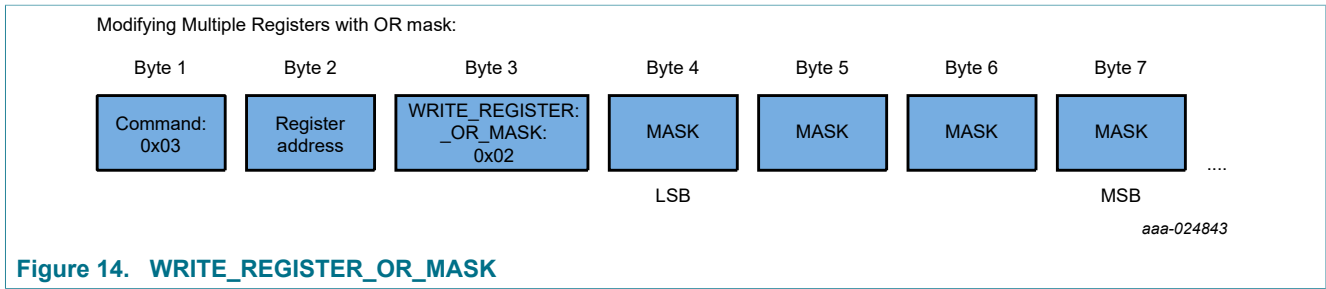 Modifying Multiple Registers with OR mask:
Byte 1 Byte 2 Byte 3 Byte 4 Byte 5 Byte 6 Byte 7
Command:
0x03
Register
address
WRITE_REGISTER:
_OR_MASK:
0x02
MASK
MASK
MASK
MASK
....
LSB MSB
aaa-024843
Figure 14. WRITE_REGISTER_OR_MASK